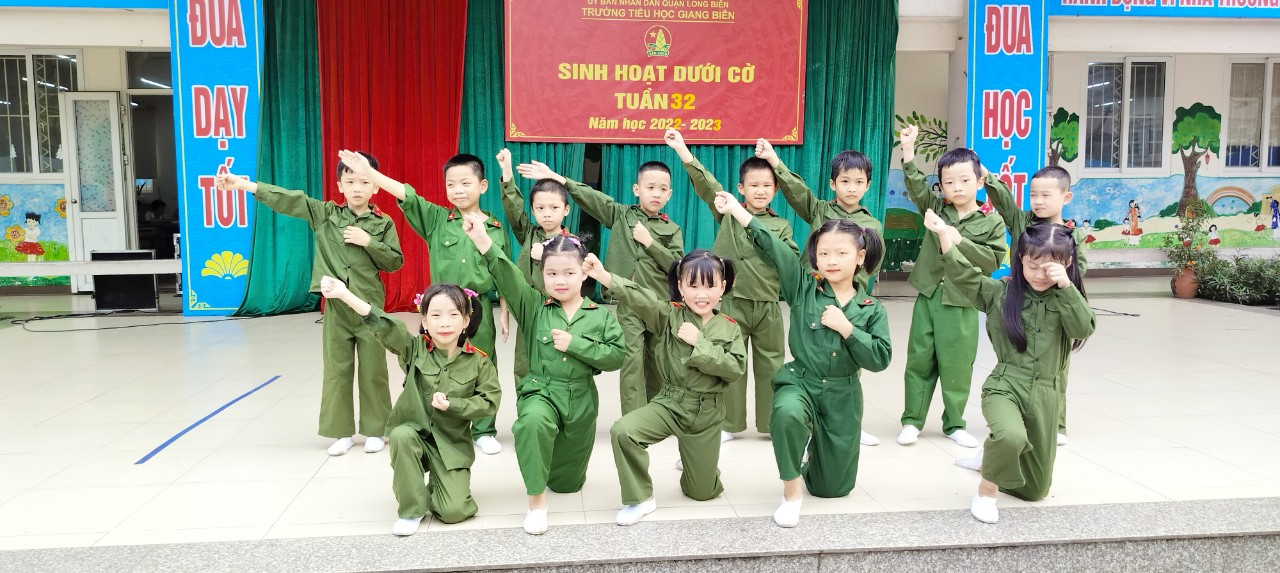 ỦY BAN NHÂN DÂN QUẬN LONG BIÊN
TRƯỜNG TIỂU HỌC GIANG BIÊN
SINH HOẠT DƯỚI CỜ
TUẦN 32
Năm học 2022- 2023
ĐUA
DẠY
TỐT
ĐUA
HỌC
TỐT